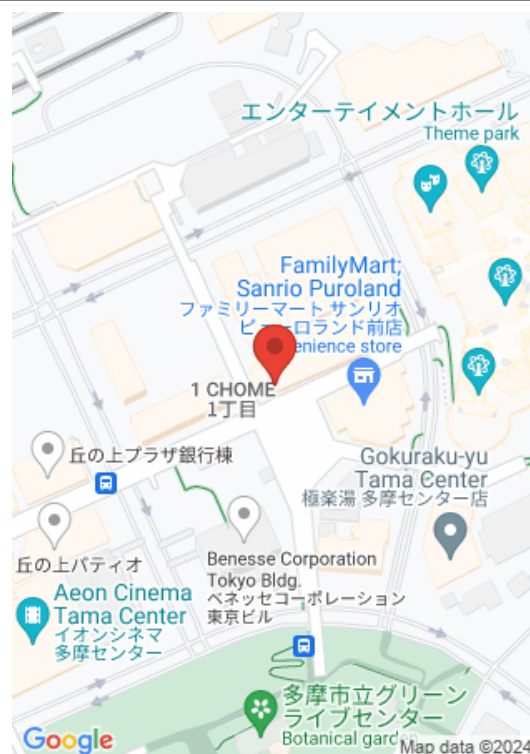 エンターテイメントホール
Theme park
FamilyMart;
Sanrio Puroland
ファミリーマート サンリオ
ピューロランド前店
enience store
1 CHOME
1丁目
丘の上プラザ銀行棟
Gokuraku-yu
Tama Center
極楽湯 多摩センター店
丘の上パティオ
Benesse Corporation
Tokyo Bldg.
ベネッセコーポレーション
東京ビル
Aeon Cinema
Tama Center
イオンシネマ
多摩センター
多摩市立グリーン
ライブセンター
Botanical garden
Google
Map data ©2024